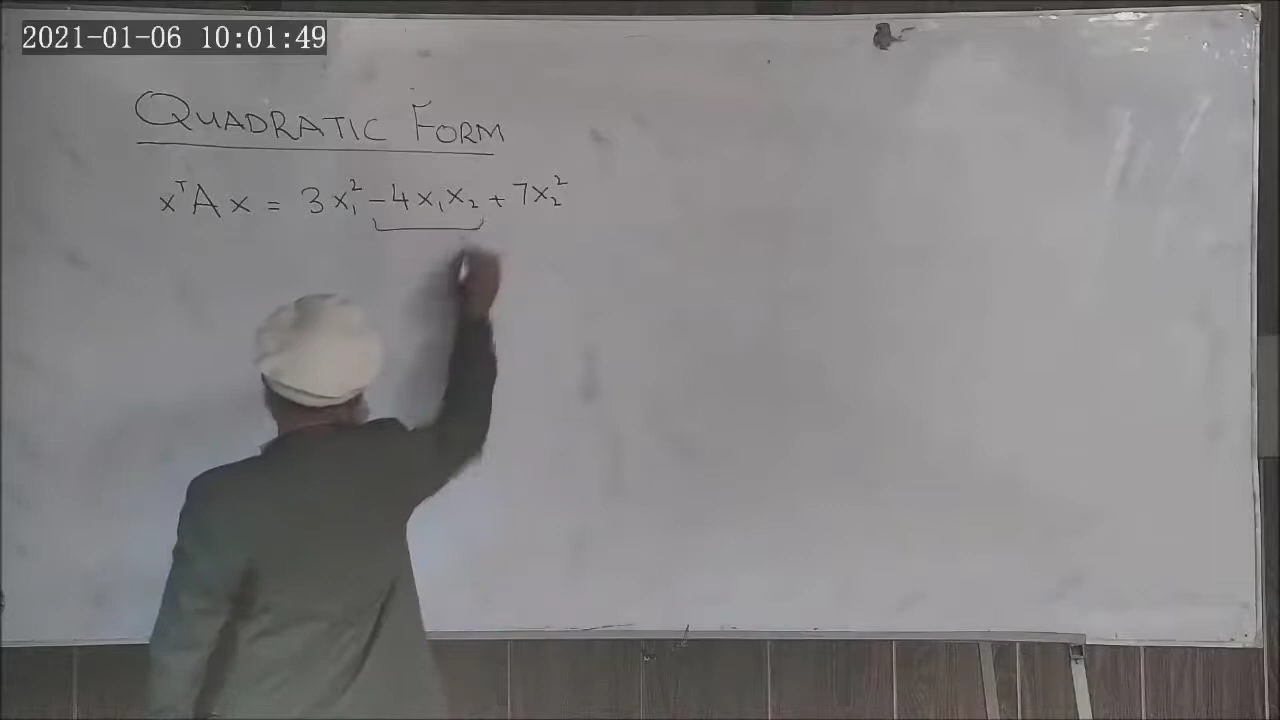 2021-01-06 10:01:49
QUADRATIC FORM
xᵀAx = 3x₁² - 4x₁x₂ + 7x₂²